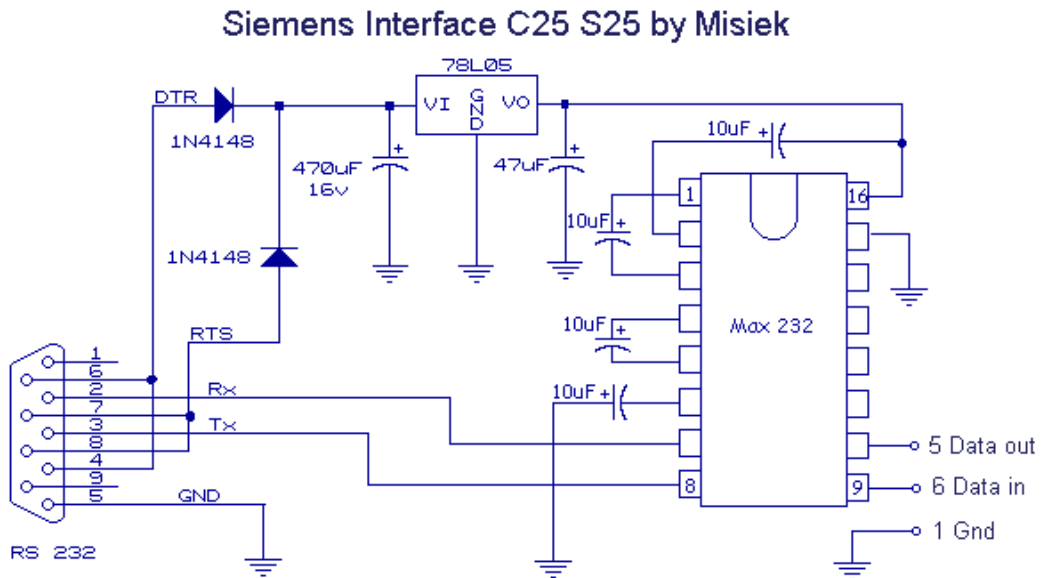 Siemens Interface C25 S25 by Misiek
78L05
DTR
VI
GND
VO
10uF +
1N4148
470uF
16v
+
47uF
+
1
16
10uF +
1N4148
Max 232
10uF +
RTS
1
6
2
7
3
8
4
9
5
Rx
Tx
10uF +
5 Data out
8
9
6 Data in
GND
1 Gnd
RS 232